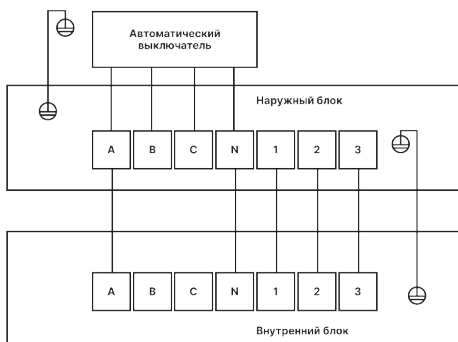 Автоматический
выключатель
Наружный блок
A B C N 1 2 3
A B C N 1 2 3
Внутренний блок